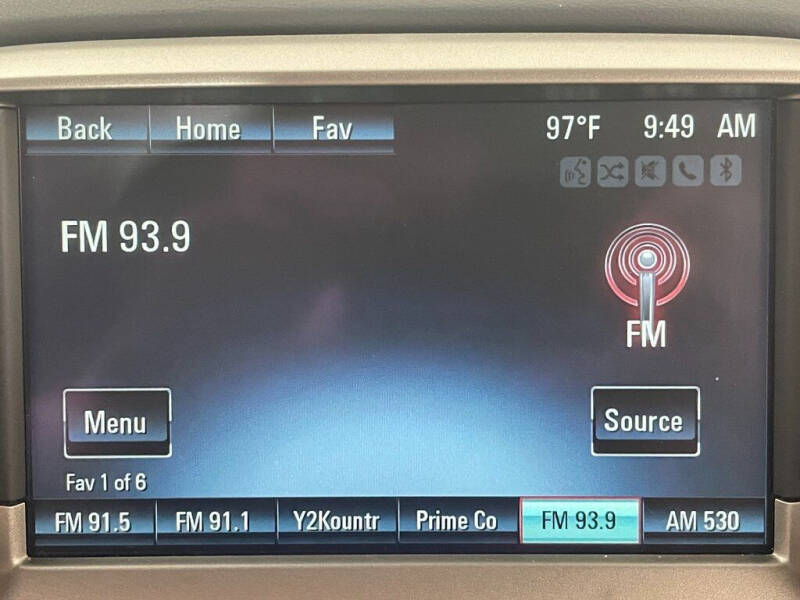 Back Home Fav 97°F 9:49 AM
FM 93.9
FM
Menu Source
Fav 1 of 6
FM 91.5 FM 91.1 Y2Kountr Prime Co FM 93.9 AM 530